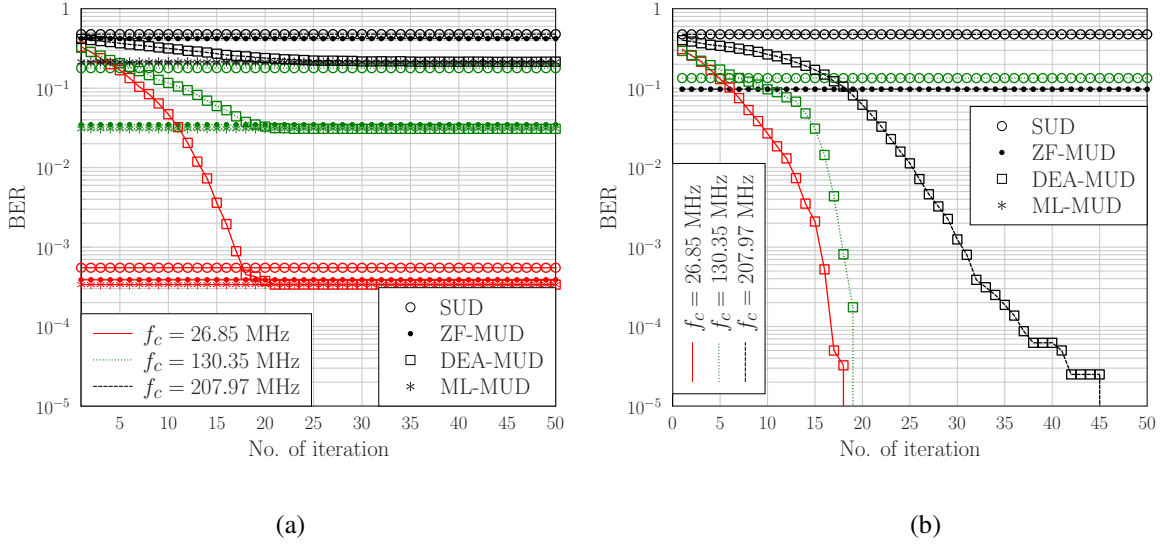 1
10⁻¹
10⁻²
10⁻³
10⁻⁴
10⁻⁵
BER
5 10 15 20 25 30 35 40 45 50
No. of iteration
f_c = 26.85 MHz
f_c = 130.35 MHz
f_c = 207.97 MHz
SUD
ZF-MUD
DEA-MUD
ML-MUD
(a)
1
10⁻¹
10⁻²
10⁻³
10⁻⁴
10⁻⁵
BER
0 5 10 15 20 25 30 35 40 45 50
No. of iteration
f_c = 26.85 MHz
f_c = 130.35 MHz
f_c = 207.97 MHz
SUD
ZF-MUD
DEA-MUD
ML-MUD
(b)